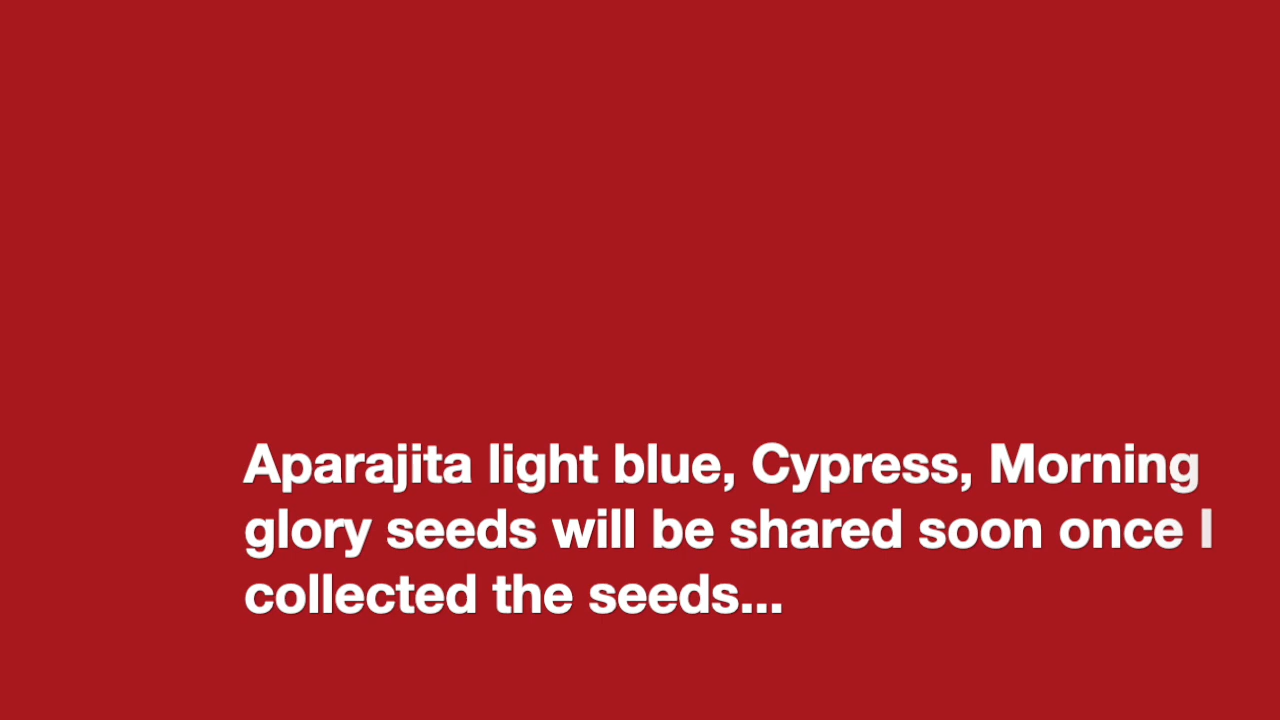 Aparajita light blue, Cypress, Morning
glory seeds will be shared soon once I
collected the seeds...